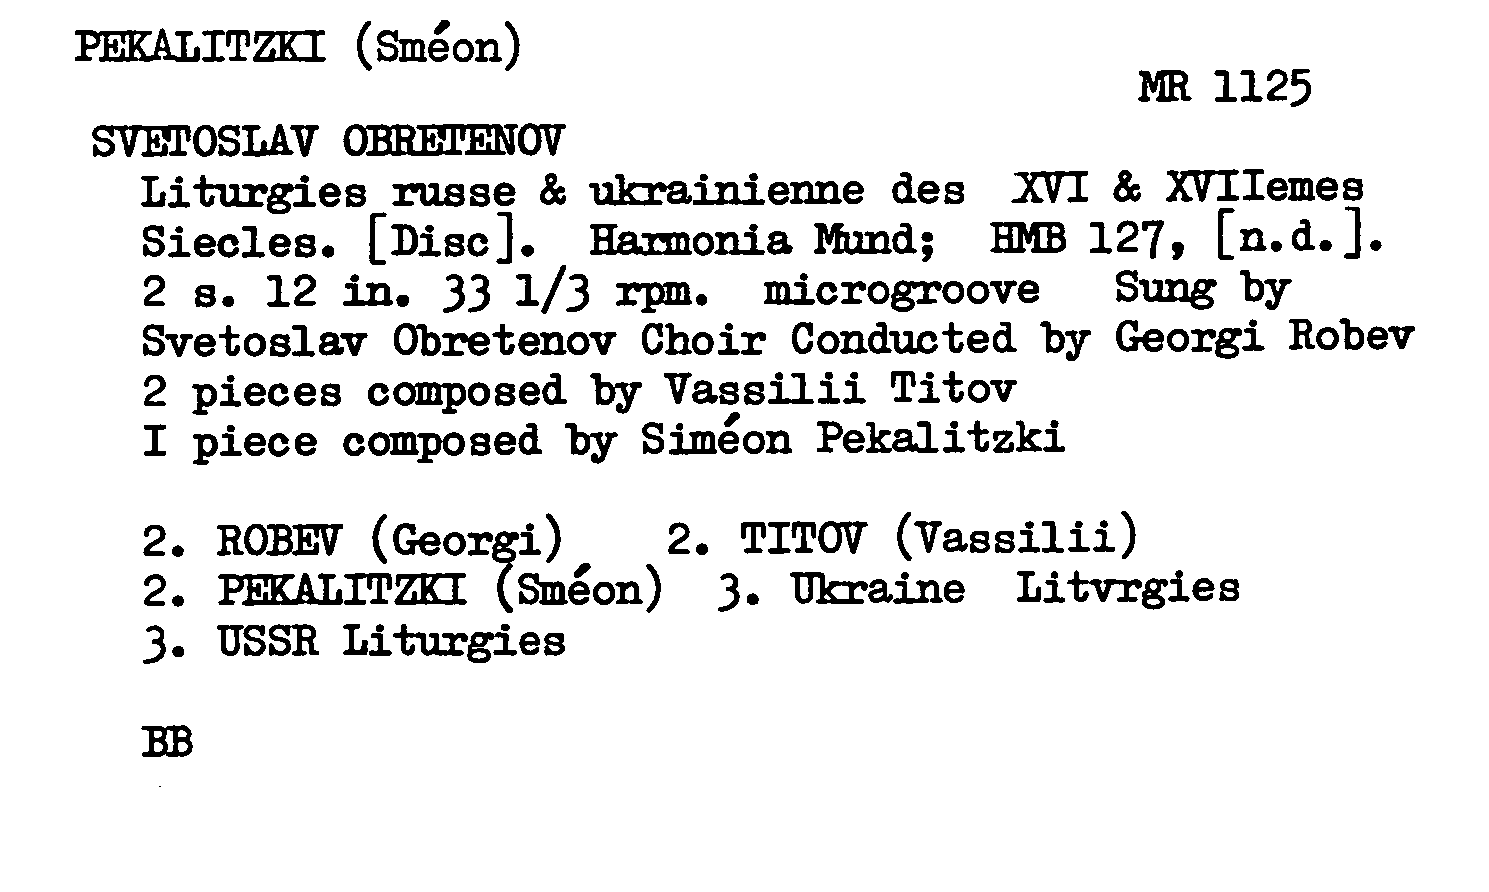 PEKALITZKI (Sméon)
MR 1125
SVETOSLAV OBRETENOV
Liturgies russe & ukrainienne des XVI & XVIIemes
Siecles. [Disc]. Harmonia Mund; HMB 127, [n.d.].
2 s. 12 in. 33 1/3 rpm. microgroove Sung by
Svetoslav Obretenov Choir Conducted by Georgi Robev
2 pieces composed by Vassilii Titov
I piece composed by Siméon Pekalitzki
2. ROBEV (Georgi) 2. TITOV (Vassilii)
2. PEKALITZKI (Sméon) 3. Ukraine Litvrgies
3. USSR Liturgies
BB